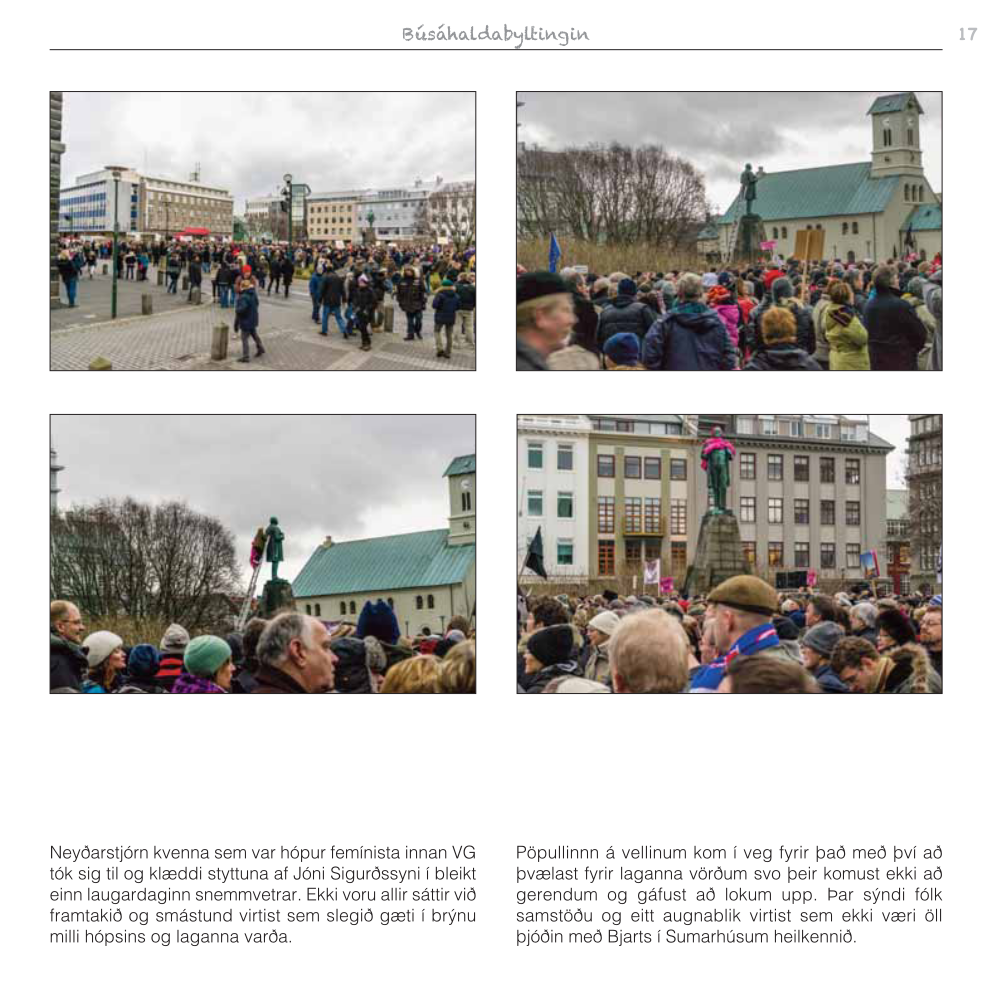 Búsáhaldabyltingin
17
Neyðarstjórn kvenna sem var hópur femínista innan VG
tók sig til og klæddi styttuna af Jóni Sigurðssyni í bleikt
einn laugardaginn snemmvetrar. Ekki voru allir sáttir við
framtakið og smástund virtist sem slegið gæti í brýnu
milli hópsins og laganna varða.
Pöpullinnn á vellinum kom í veg fyrir það með því að
þvælast fyrir laganna vörðum svo þeir komust ekki að
gerendum og gáfust að lokum upp. Þar sýndi fólk
samstöðu og eitt augnablik virtist sem ekki væri öll
þjóðin með Bjarts í Sumarhúsum heilkennið.